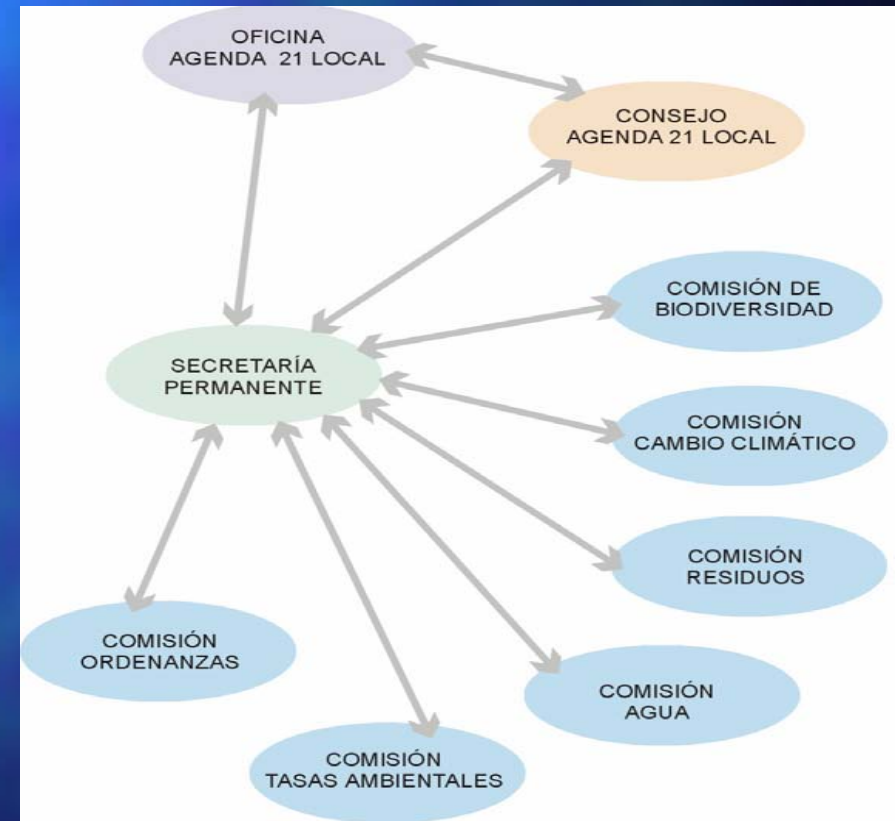 OFICINA
AGENDA 21 LOCAL
CONSEJO
AGENDA 21 LOCAL
COMISIÓN DE
BIODIVERSIDAD
SECRETARÍA
PERMANENTE
COMISIÓN
CAMBIO CLIMÁTICO
COMISIÓN
RESIDUOS
COMISIÓN
ORDENANZAS
COMISIÓN
AGUA
COMISIÓN
TASAS AMBIENTALES